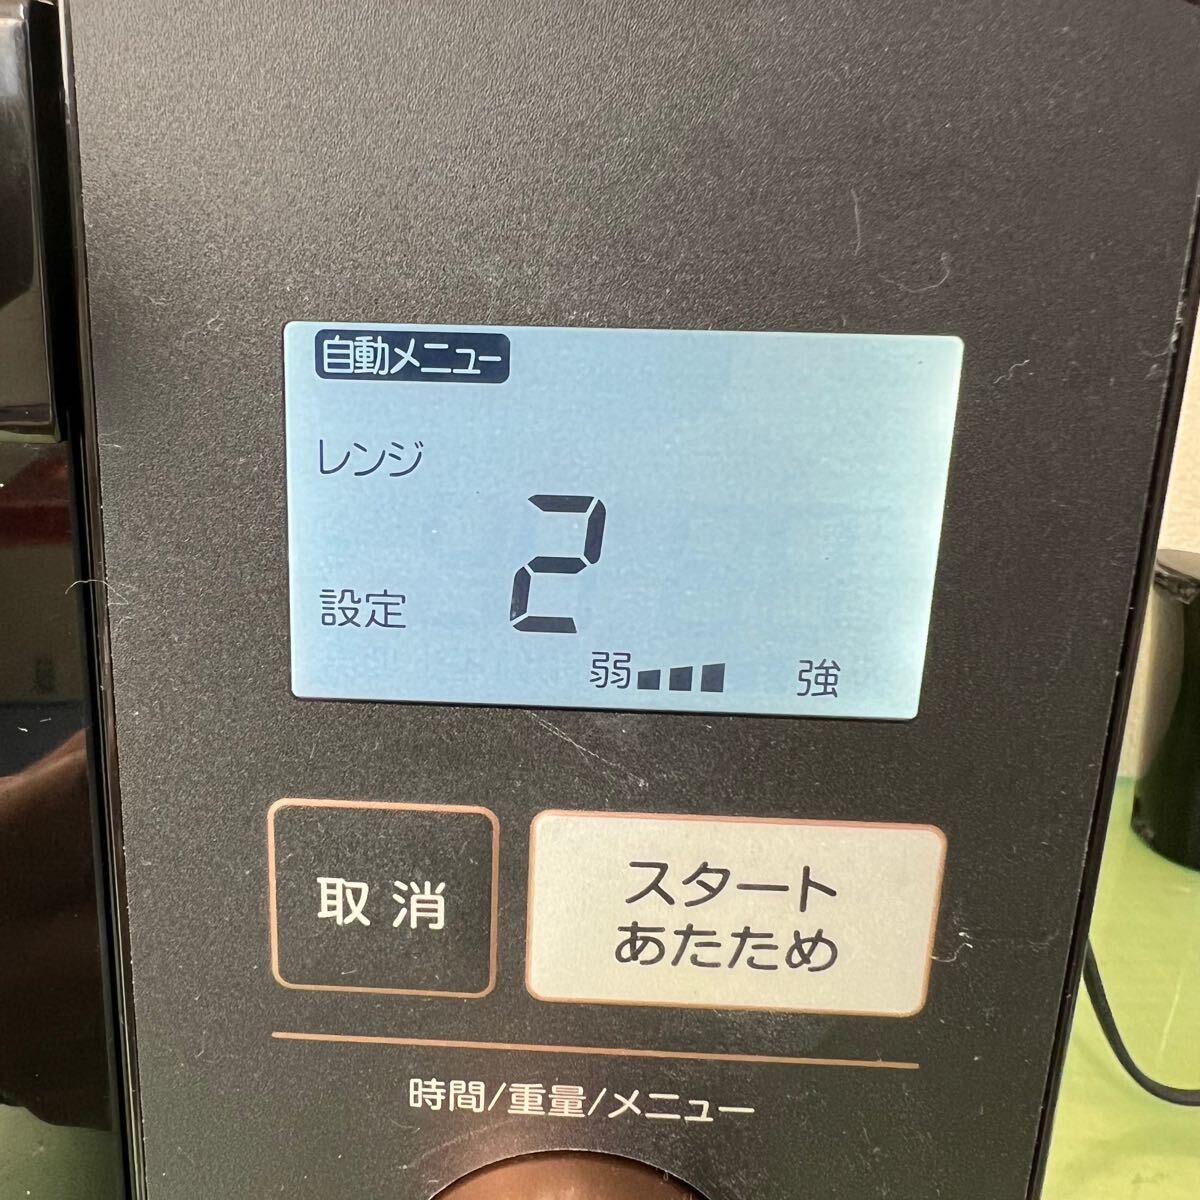 自動メニュー
レンジ
2
設定
弱 強
取消
スタート
あたため
時間/重量/メニュー